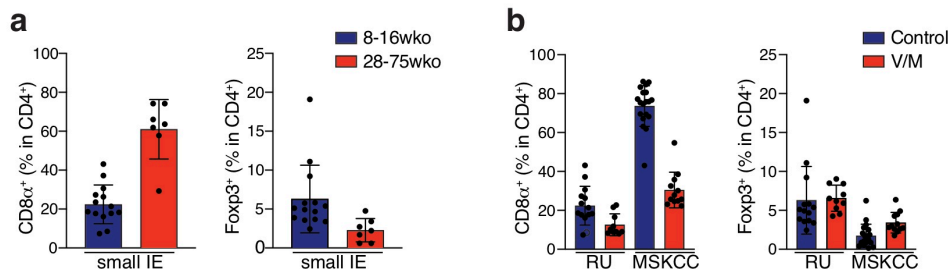 a
8-16wko
28-75wko
CD8α⁺ (% in CD4⁺)
100
80
60
40
20
0
small IE
Foxp3⁺ (% in CD4⁺)
25
20
15
10
5
0
small IE
b
Control
V/M
CD8α⁺ (% in CD4⁺)
100
80
60
40
20
0
RU MSKCC
Foxp3⁺ (% in CD4⁺)
25
20
15
10
5
0
RU MSKCC